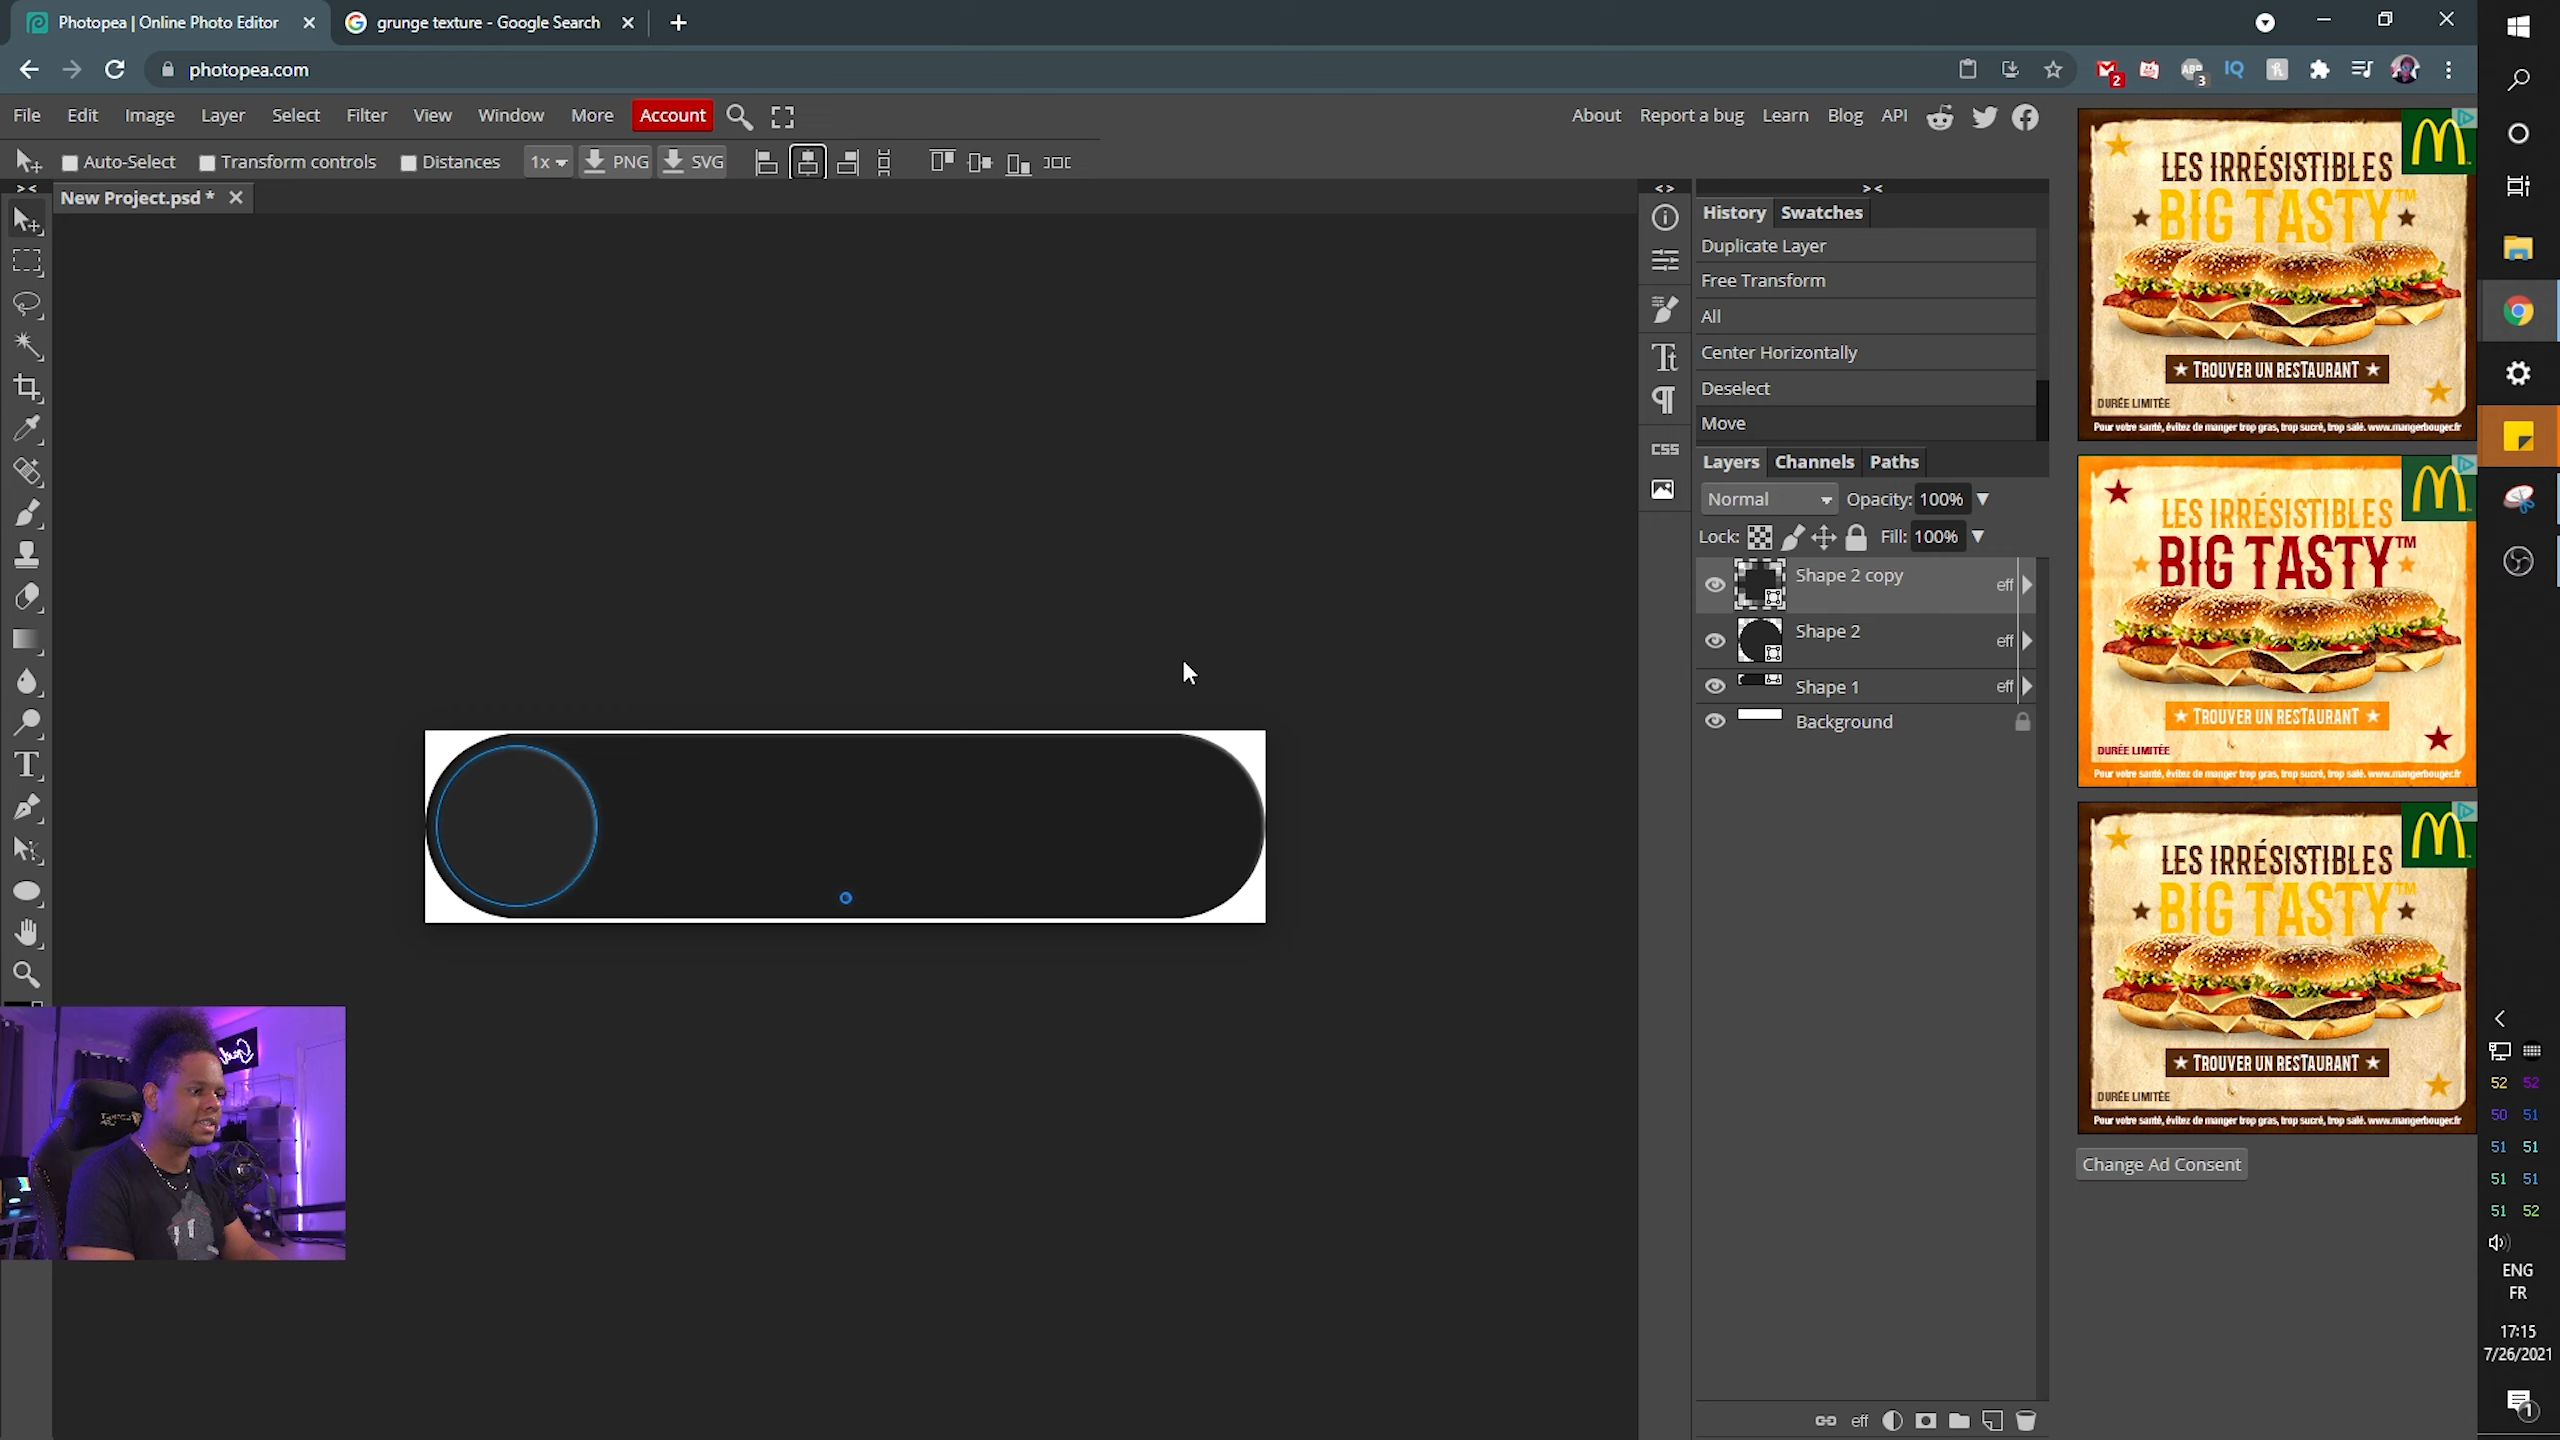 Photopea | Online Photo Editor
grunge texture - Google Search
photopea.com
2
ABP
3
IQ
File Edit Image Layer Select Filter View Window More Account
About Report a bug Learn Blog API
Auto-Select Transform controls Distances 1x PNG SVG
New Project.psd *
> <
< >
> <
History Swatches
Duplicate Layer
Free Transform
All
Center Horizontally
Deselect
Move
CSS
Layers Channels Paths
Normal Opacity: 100%
Lock: Fill: 100%
Shape 2 copy eff
Shape 2 eff
Shape 1 eff
Background
eff
LES IRRÉSISTIBLES
BIG TASTY™
★ TROUVER UN RESTAURANT ★
DURÉE LIMITÉE
Pour votre santé, évitez de manger trop gras, trop sucré, trop salé. www.mangerbouger.fr
LES IRRÉSISTIBLES
BIG TASTY™
★ TROUVER UN RESTAURANT ★
DURÉE LIMITÉE
Pour votre santé, évitez de manger trop gras, trop sucré, trop salé. www.mangerbouger.fr
LES IRRÉSISTIBLES
BIG TASTY™
★ TROUVER UN RESTAURANT ★
DURÉE LIMITÉE
Pour votre santé, évitez de manger trop gras, trop sucré, trop salé. www.mangerbouger.fr
Change Ad Consent
52 52
50 51
51 51
51 51
51 52
ENG
FR
17:15
7/26/2021
1